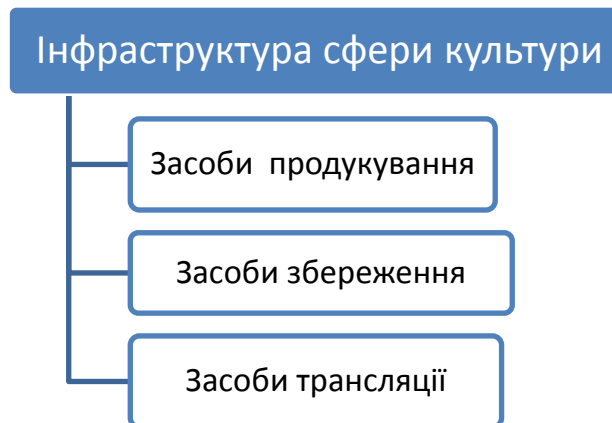 Інфраструктура сфери культури
Засоби продукування
Засоби збереження
Засоби трансляції